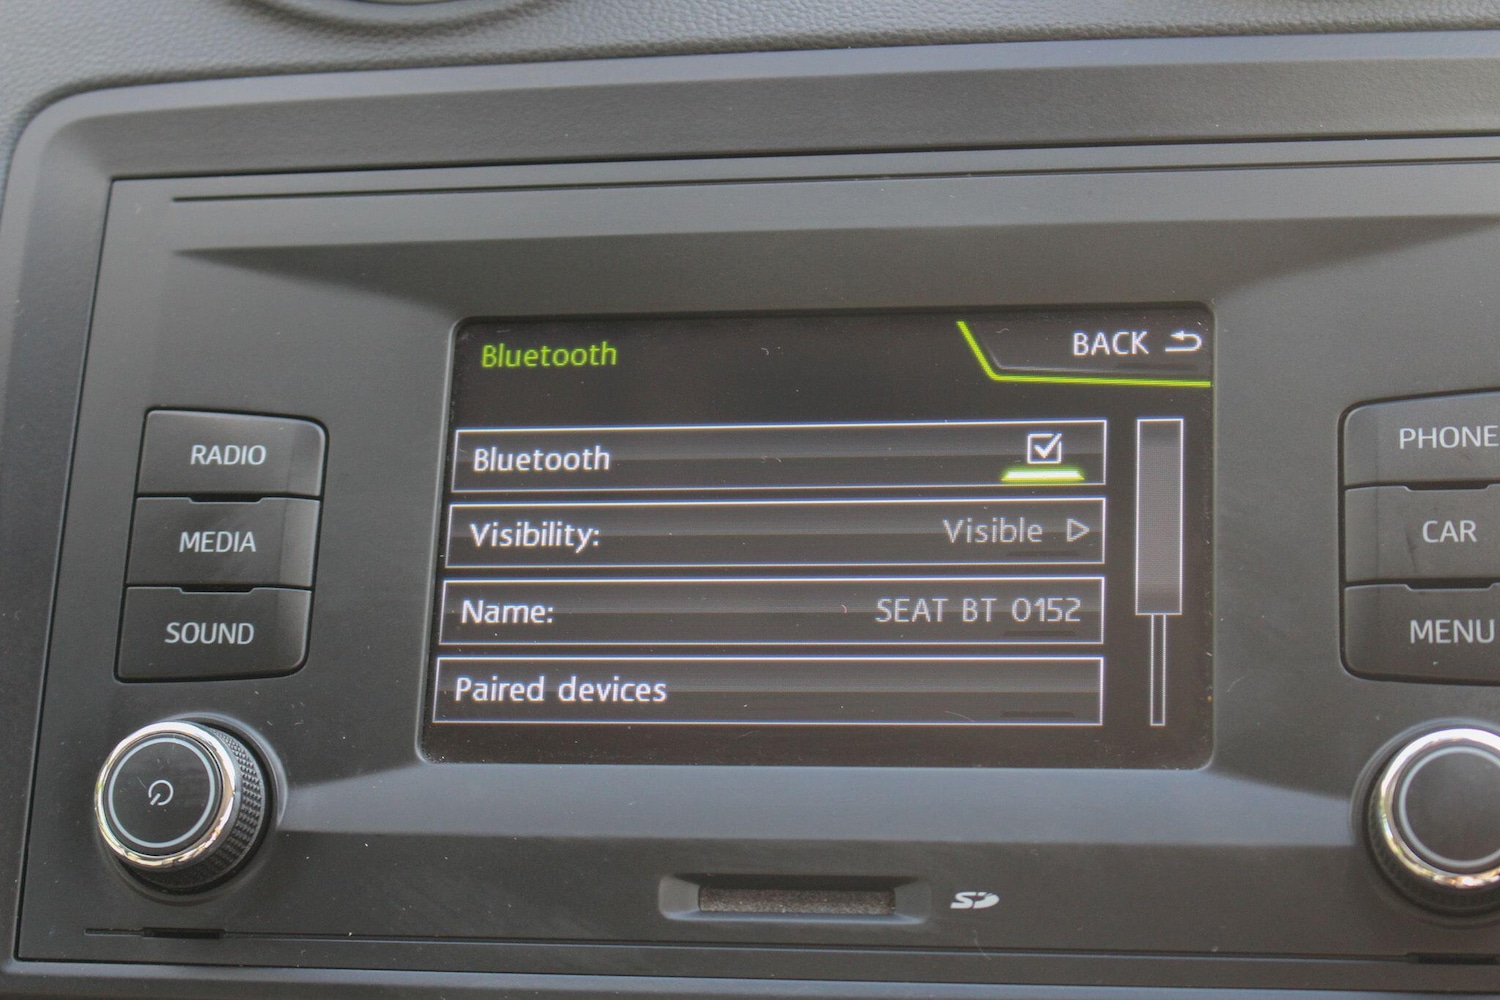 Bluetooth
BACK
Bluetooth
Visibility: Visible
Name: SEAT BT 0152
Paired devices
RADIO
MEDIA
SOUND
PHONE
CAR
MENU
SD